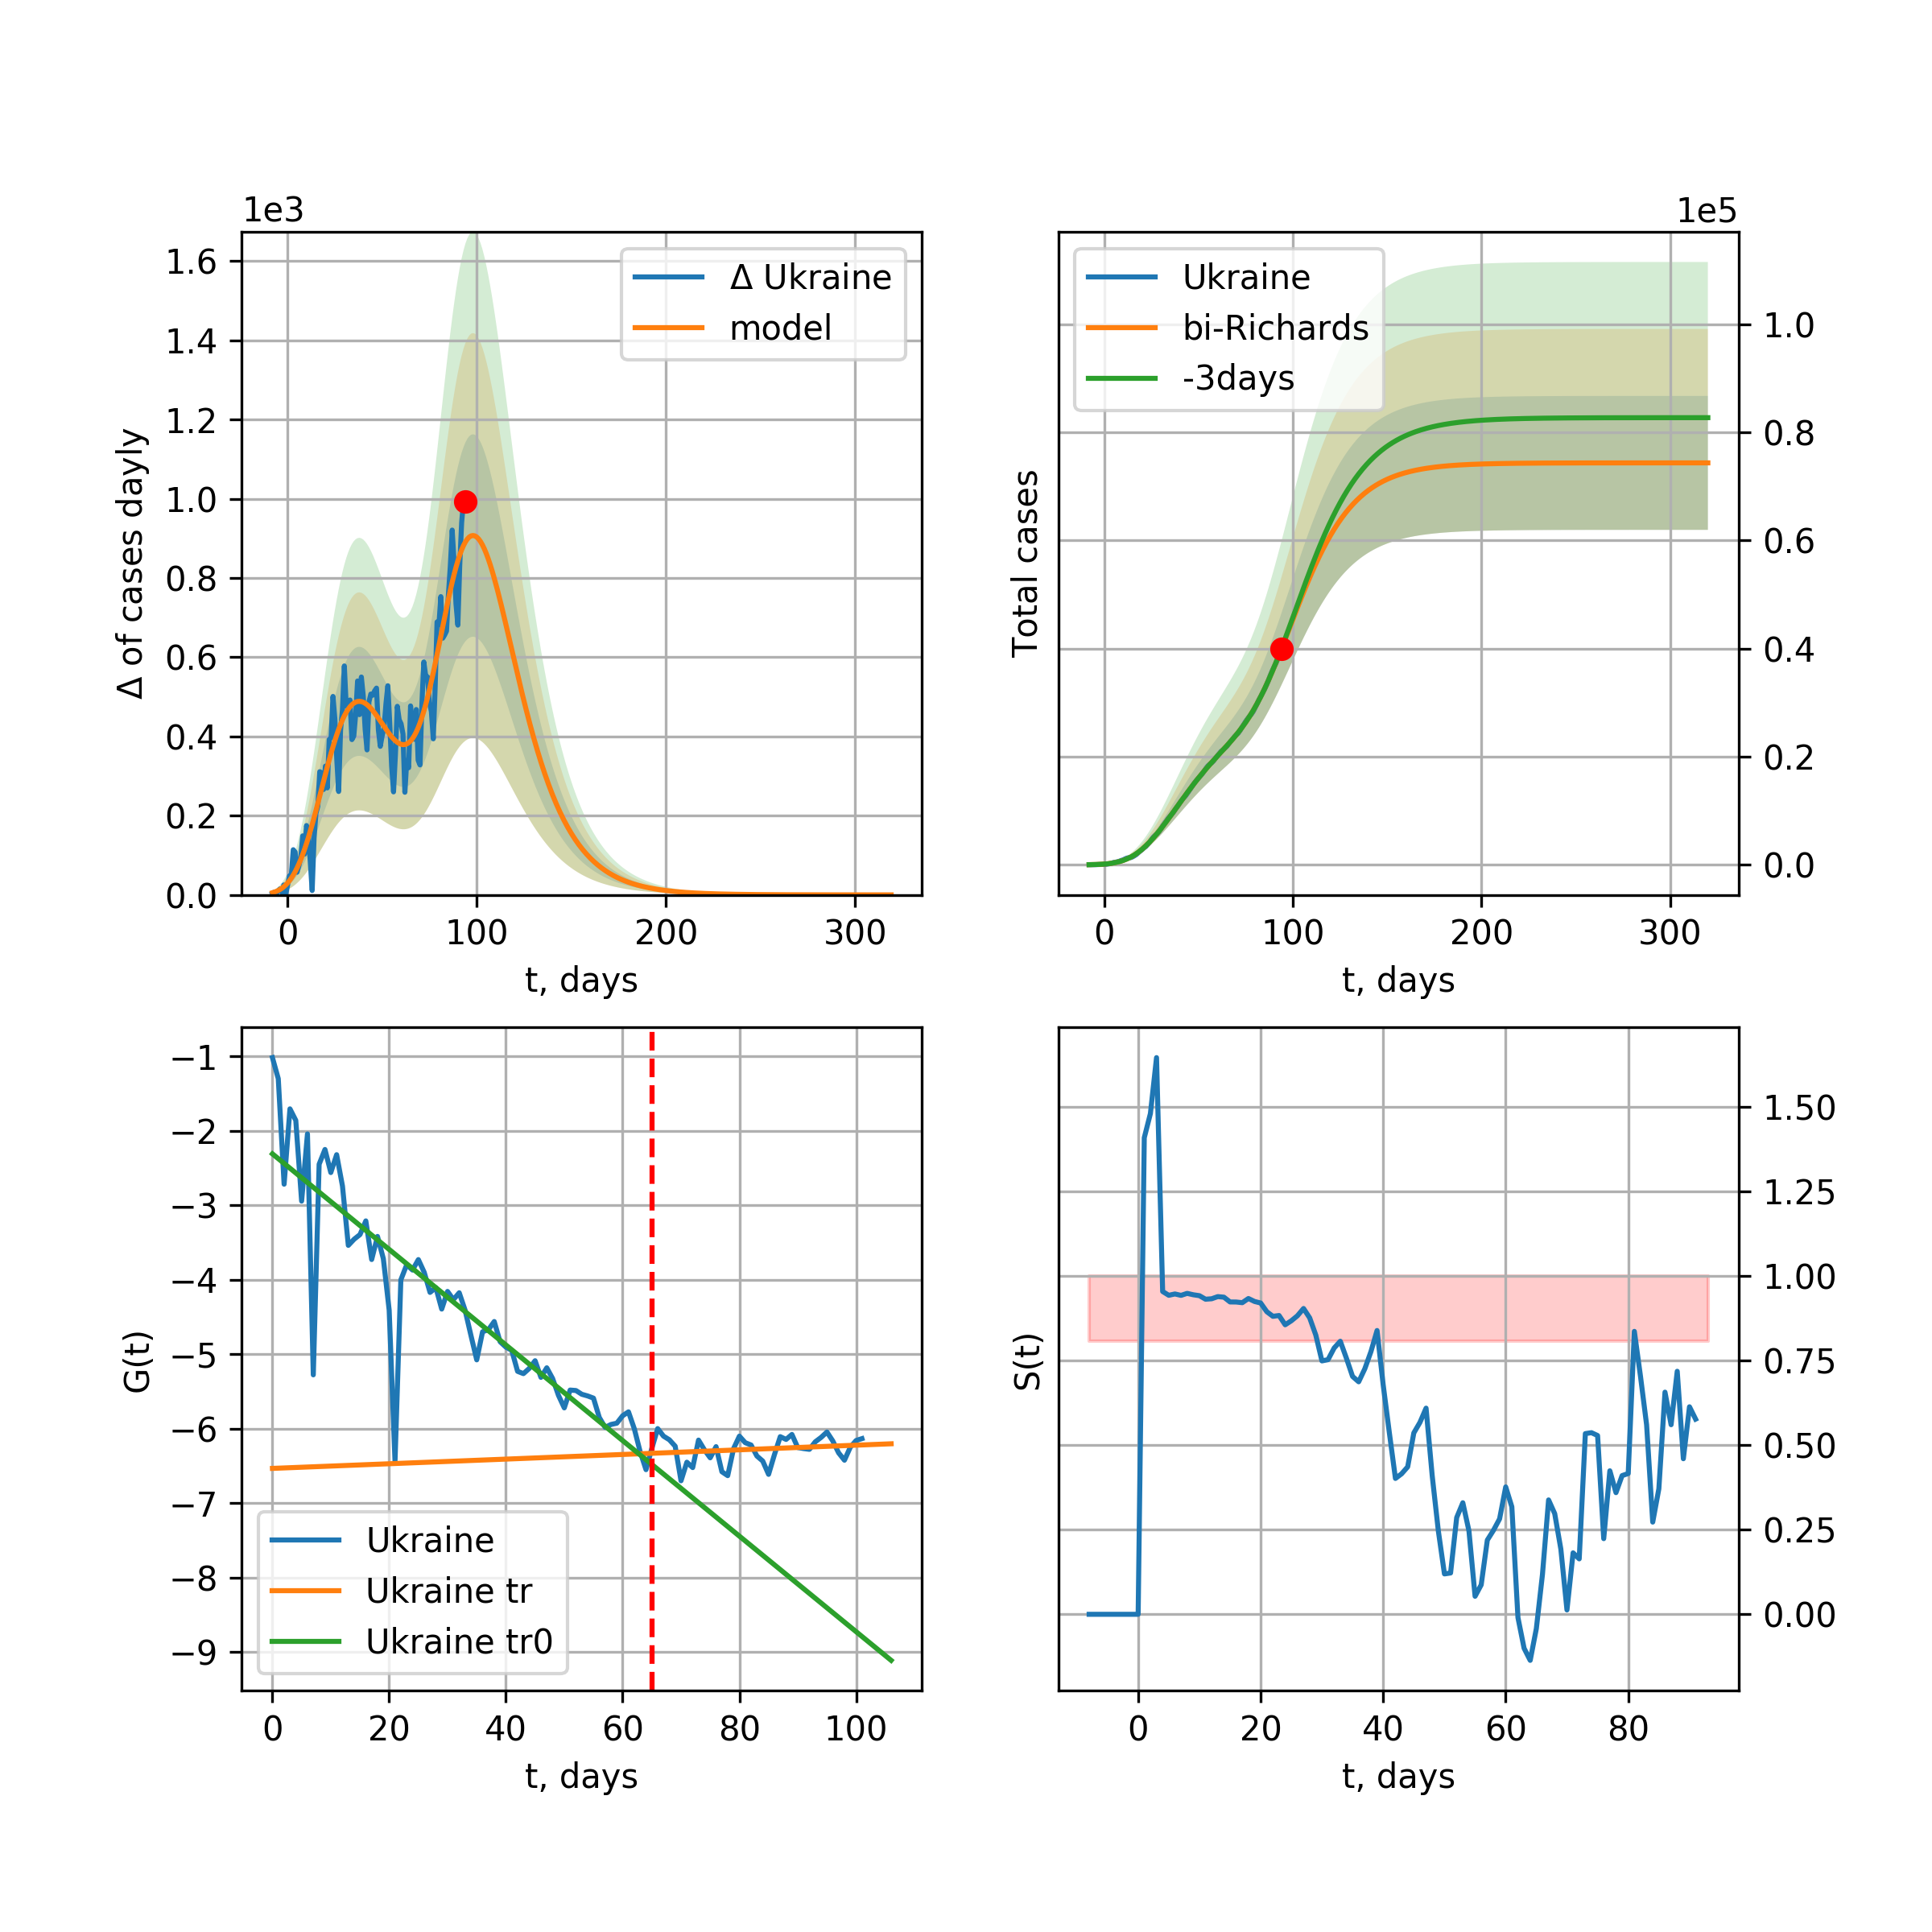 1e3
1.6
1.4
1.2
1.0
0.8
0.6
0.4
0.2
0.0
Δ of cases dayly
Δ Ukraine
model
0 100 200 300
t, days
1e5
Ukraine
bi-Richards
-3days
Total cases
1.0
0.8
0.6
0.4
0.2
0.0
0 100 200 300
t, days
−1
−2
−3
−4
−5
−6
−7
−8
−9
G(t)
Ukraine
Ukraine tr
Ukraine tr0
0 20 40 60 80 100
t, days
S(t)
1.50
1.25
1.00
0.75
0.50
0.25
0.00
0 20 40 60 80
t, days